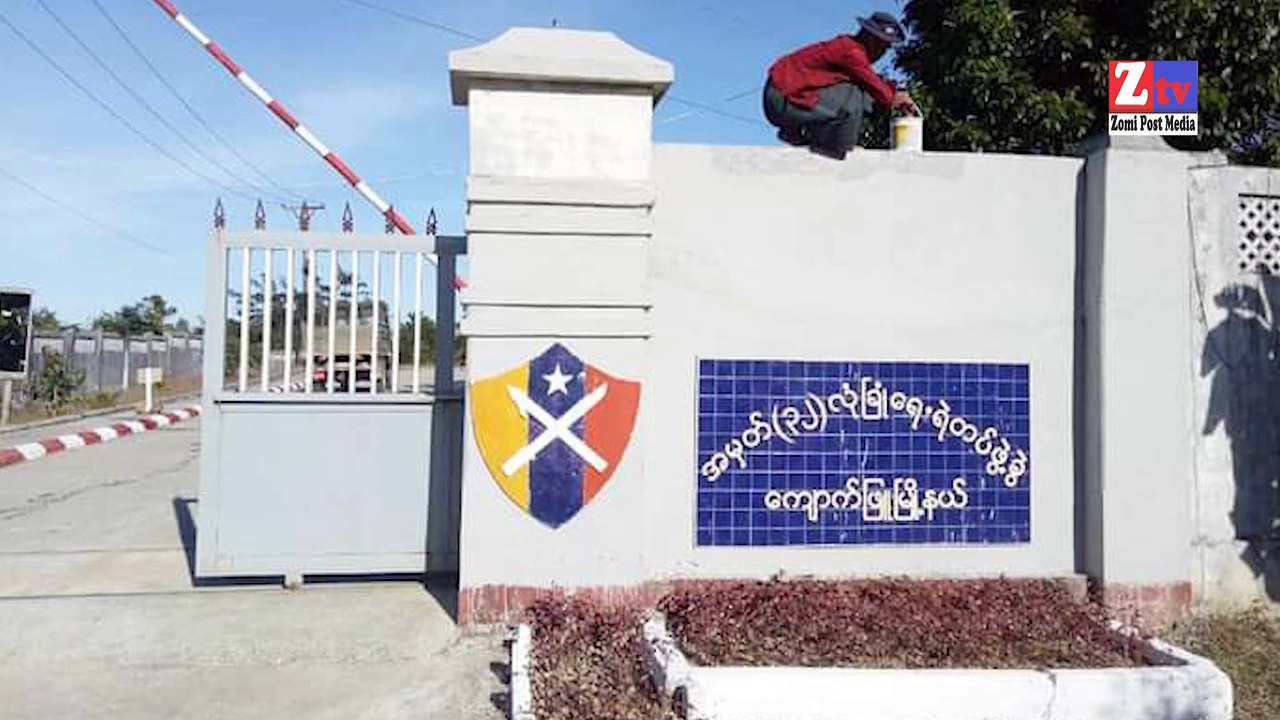 Z tv
Zomi Post Media
အမှတ်(၃၂)လုံခြုံရေး၊ရဲတပ်ဖွဲ့ခွဲ
ကျောက်ဖြူမြို့နယ်